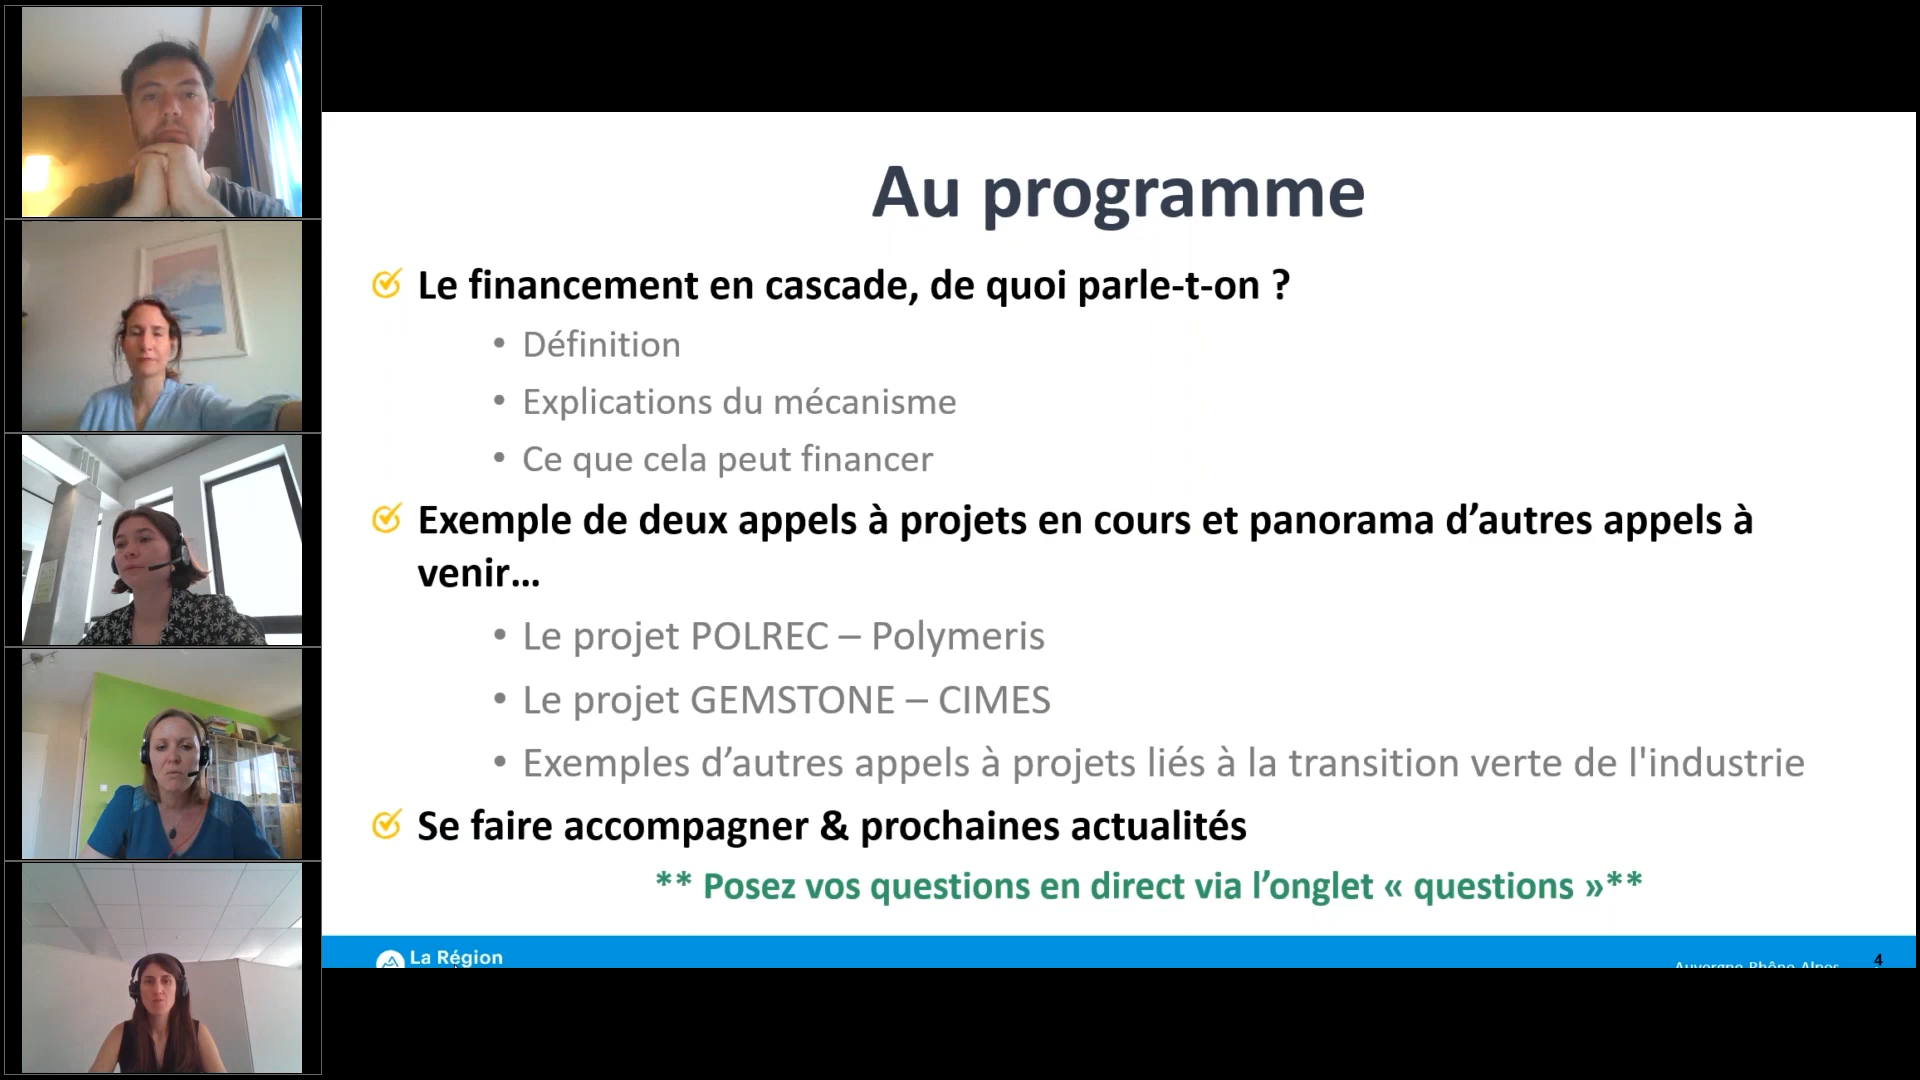 Au programme
Le financement en cascade, de quoi parle-t-on ?
• Définition
• Explications du mécanisme
• Ce que cela peut financer
Exemple de deux appels à projets en cours et panorama d’autres appels à
venir…
• Le projet POLREC – Polymeris
• Le projet GEMSTONE – CIMES
• Exemples d’autres appels à projets liés à la transition verte de l'industrie
Se faire accompagner & prochaines actualités
** Posez vos questions en direct via l’onglet « questions »**
La Région
Auvergne-Rhône-Alpes
4